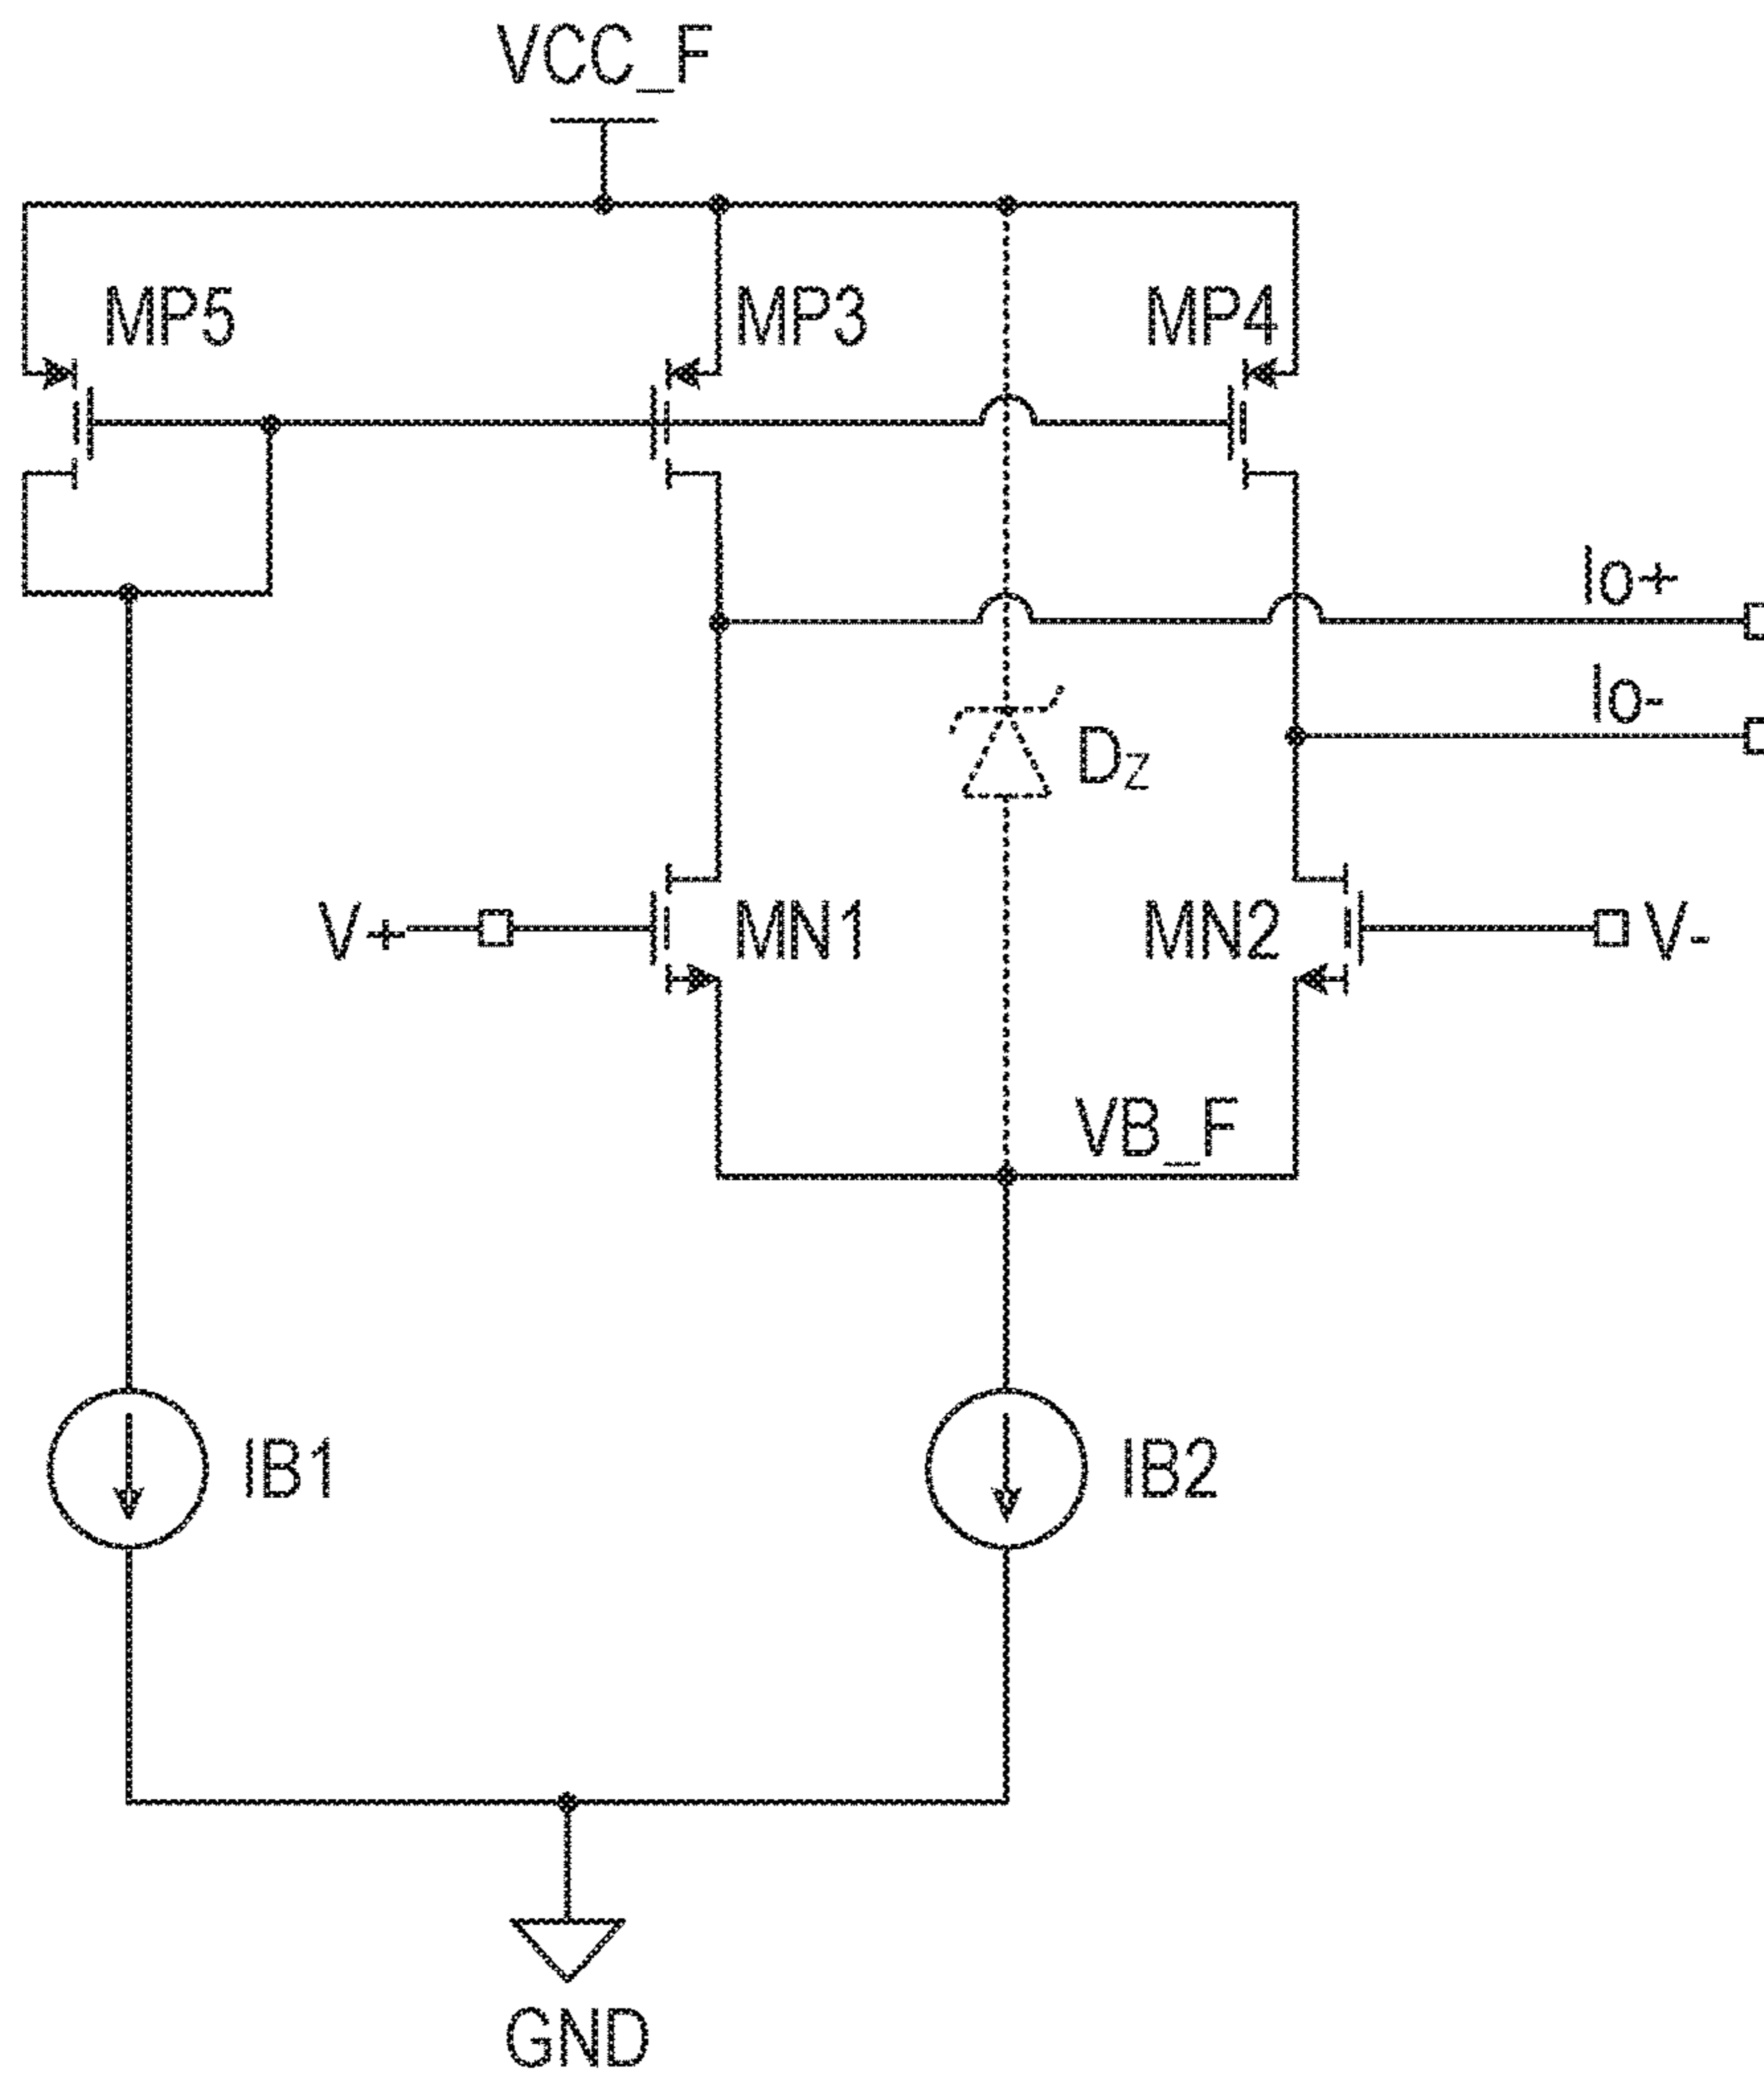 VCC_F
MP5
MP3
MP4
Io+
Io-
DZ
V+
MN1
MN2
V-
VB_F
IB1
IB2
GND